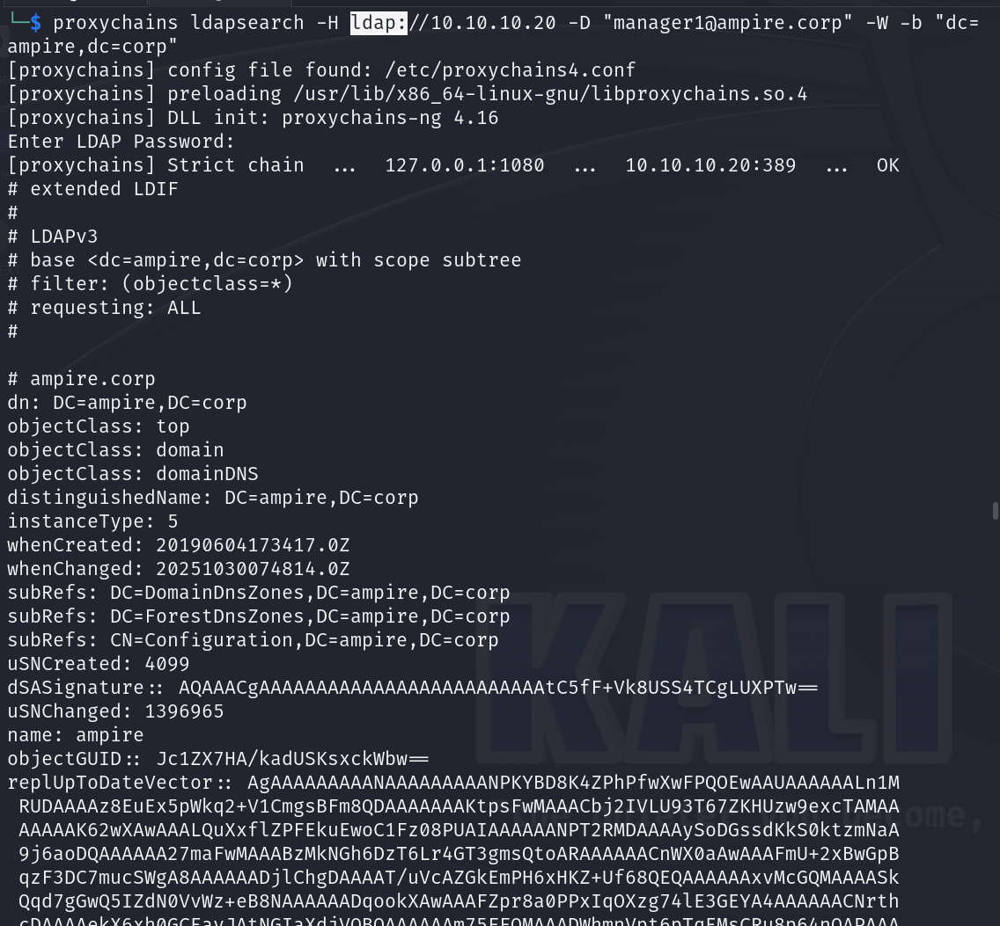 └─$ proxychains ldapsearch -H ldap://10.10.10.20 -D "manager1@ampire.corp" -W -b "dc=
ampire,dc=corp"
[proxychains] config file found: /etc/proxychains4.conf
[proxychains] preloading /usr/lib/x86_64-linux-gnu/libproxychains.so.4
[proxychains] DLL init: proxychains-ng 4.16
Enter LDAP Password:
[proxychains] Strict chain  ...  127.0.0.1:1080  ...  10.10.10.20:389  ...  OK
# extended LDIF
#
# LDAPv3
# base <dc=ampire,dc=corp> with scope subtree
# filter: (objectclass=*)
# requesting: ALL
#

# ampire.corp
dn: DC=ampire,DC=corp
objectClass: top
objectClass: domain
objectClass: domainDNS
distinguishedName: DC=ampire,DC=corp
instanceType: 5
whenCreated: 20190604173417.0Z
whenChanged: 20251030074814.0Z
subRefs: DC=DomainDnsZones,DC=ampire,DC=corp
subRefs: DC=ForestDnsZones,DC=ampire,DC=corp
subRefs: CN=Configuration,DC=ampire,DC=corp
uSNCreated: 4099
dSASignature:: AQAAACgAAAAAAAAAAAAAAAAAAAAAAAAAtC5fF+Vk8USS4TCgLUXPTw==
uSNChanged: 1396965
name: ampire
objectGUID:: Jc1ZX7HA/kadUSKsxckWbw==
replUpToDateVector:: AgAAAAAAAAANAAAAAAAAANPKYBD8K4ZPhPfwXwFPQOEwAAUAAAAAALn1M
RUDAAAAz8EuEx5pWkq2+V1CmgsBFm8QDAAAAAAAKtpsFwMAAACbj2IVLU93T67ZKHUzw9excTAMAA
AAAAAK62wXAwAAALQuXxflZPFEkuEwoC1Fz08PUAIAAAAAANPT2RMDAAAAySoDGssdKkS0ktzmNaA
9j6aoDQAAAAAA27maFwMAAABzMkNGh6DzT6Lr4GT3gmsQtoARAAAAAACnWX0aAwAAAFmU+2xBwGpB
qzF3DC7mucSWgA8AAAAAADjlChgDAAAAT/uVcAZGkEmPH6xHKZ+Uf68QEQAAAAAAxvMcGQMAAAASk
Qqd7gGwQ5IZdN0VvWz+eB8NAAAAAADqookXAwAAAFZpr8a0PPxIqOXzg74lE3GEYA4AAAAAACNrth
KALI